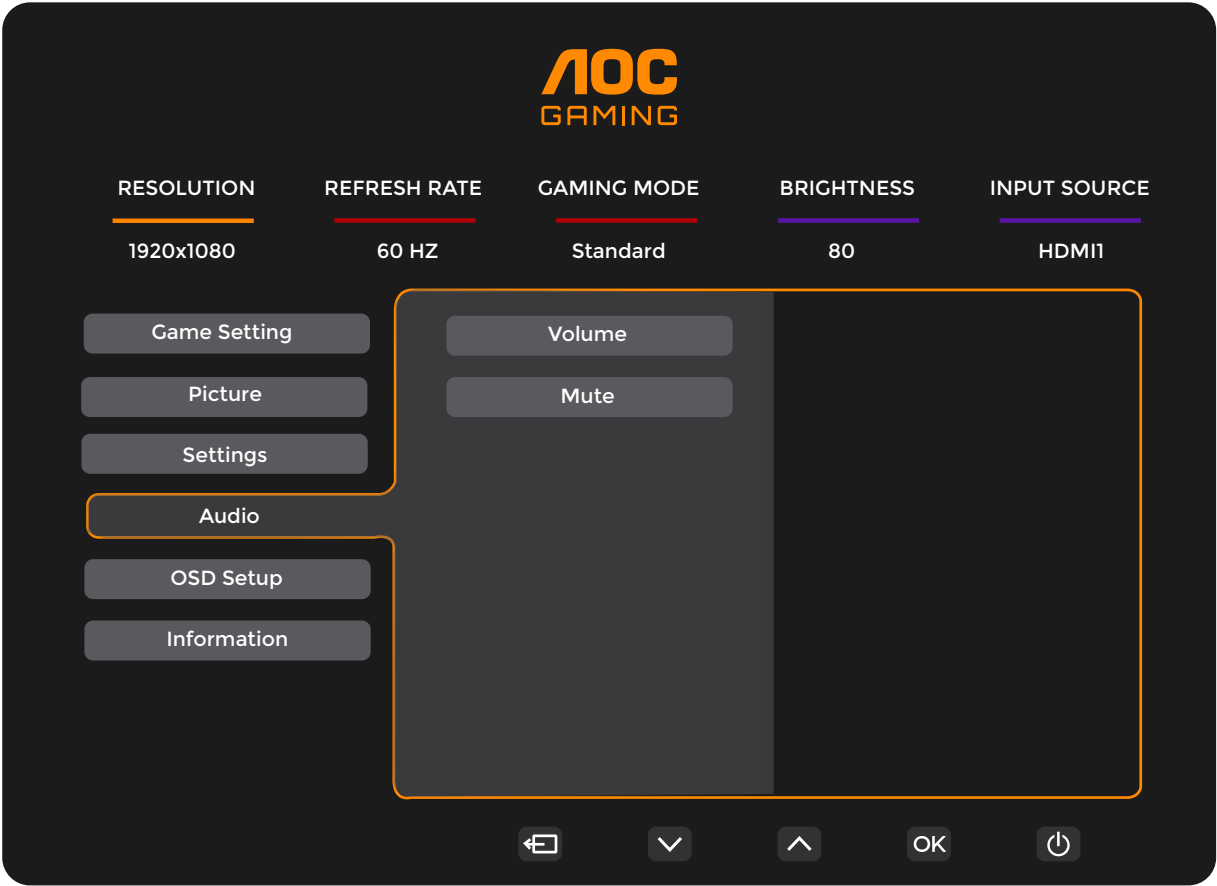 AOC
GAMING
RESOLUTION REFRESH RATE GAMING MODE BRIGHTNESS INPUT SOURCE
1920x1080 60 HZ Standard 80 HDMI1
Game Setting
Picture
Settings
Audio
OSD Setup
Information
Volume
Mute
OK